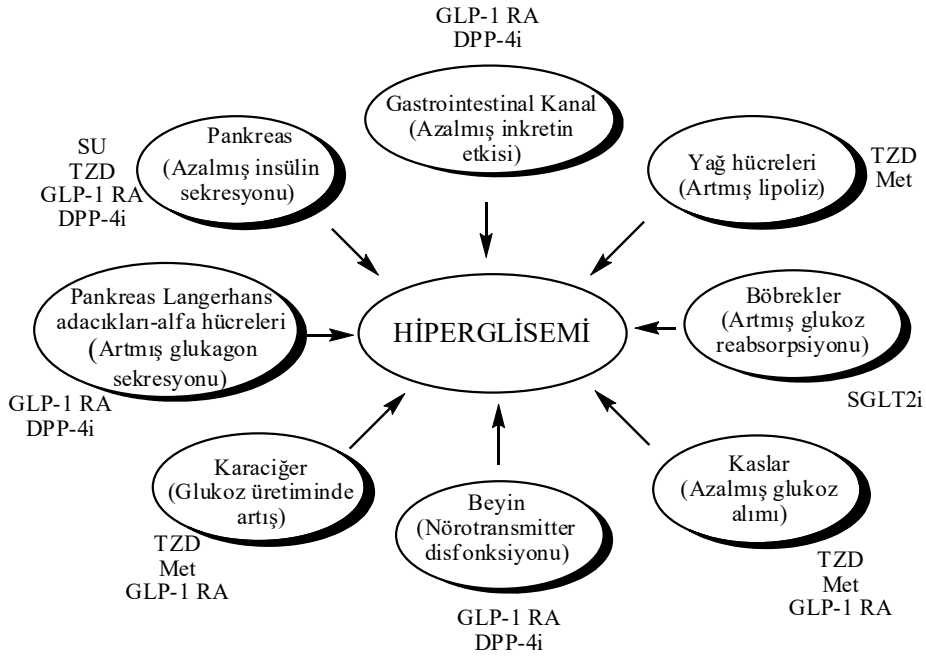 GLP-1 RA
DPP-4i
Gastrointestinal Kanal
(Azalmış inkretin
etkisi)
SU
TZD
GLP-1 RA
DPP-4i
Pankreas
(Azalmış insülin
sekresyonu)
Yağ hücreleri
(Artmış lipoliz)
TZD
Met
Pankreas Langerhans
adacıkları-alfa hücreleri
(Artmış glukagon
sekresyonu)
GLP-1 RA
DPP-4i
HİPERGLİSEMİ
Böbrekler
(Artmış glukoz
reabsorpsiyonu)
SGLT2i
Karaciğer
(Glukoz üretiminde
artış)
TZD
Met
GLP-1 RA
Beyin
(Nörotransmitter
disfonksiyonu)
GLP-1 RA
DPP-4i
Kaslar
(Azalmış glukoz
alımı)
TZD
Met
GLP-1 RA